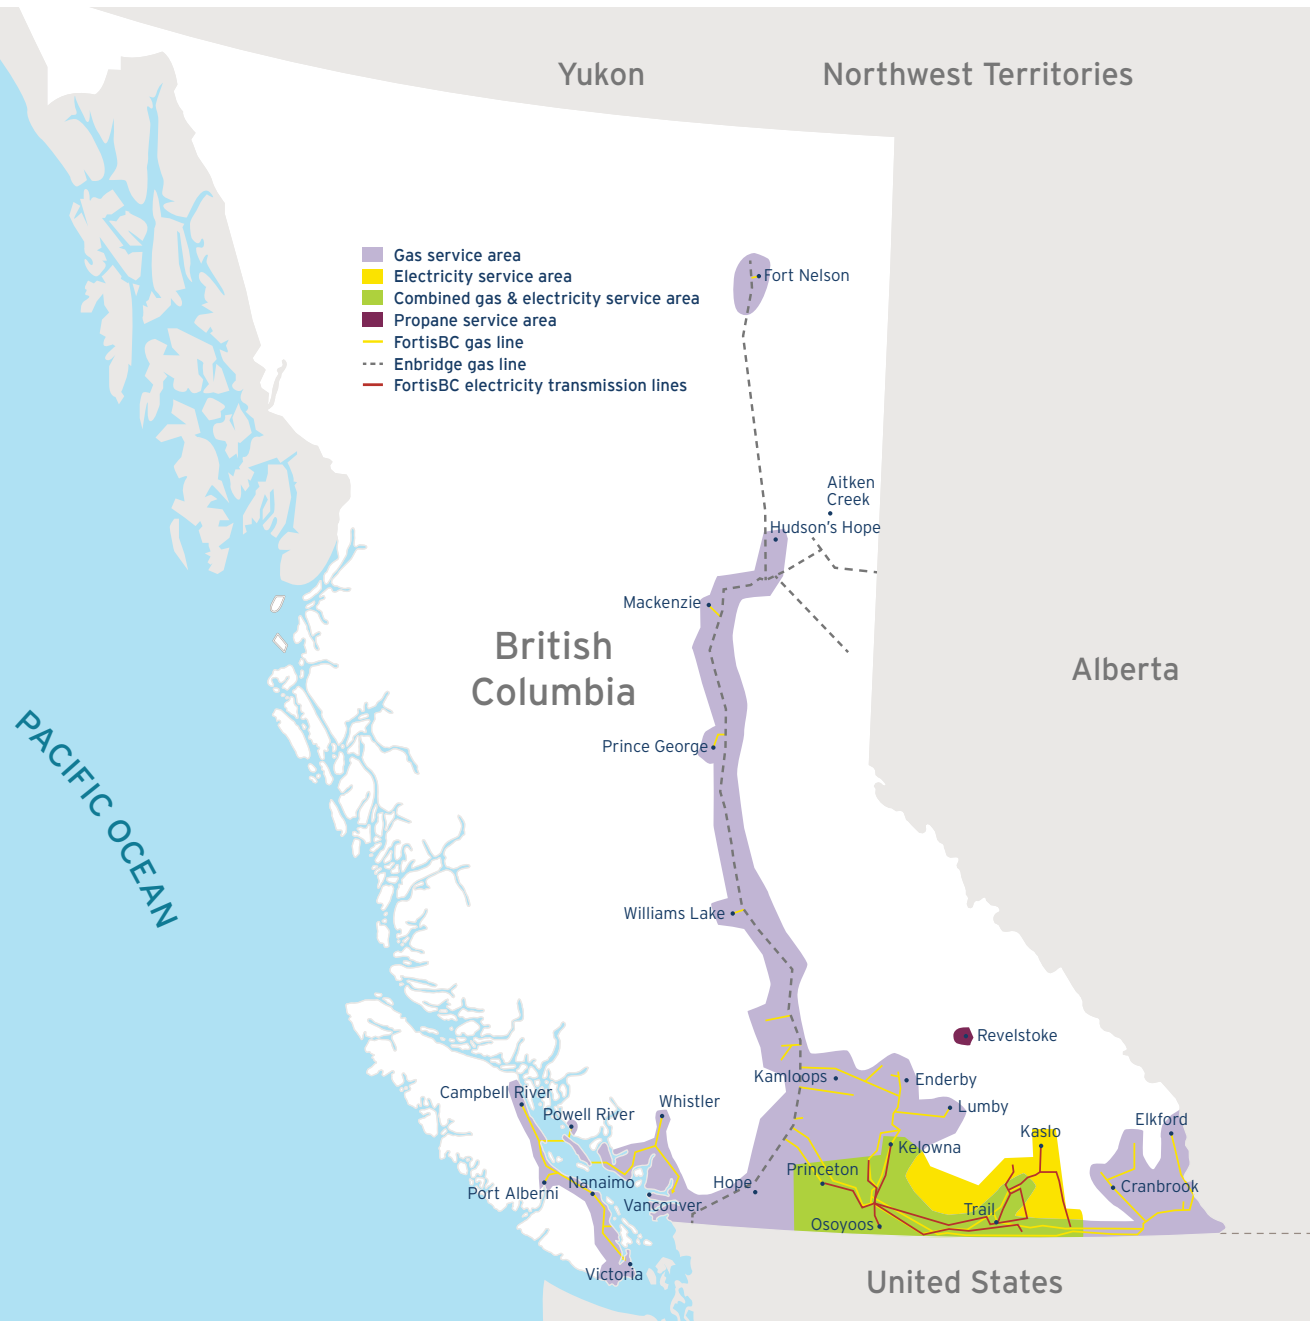 Yukon
Northwest Territories
Gas service area
Electricity service area
Combined gas & electricity service area
Propane service area
FortisBC gas line
Enbridge gas line
FortisBC electricity transmission lines
Fort Nelson
Aitken
Creek
Hudson's Hope
Mackenzie
British
Columbia
Alberta
PACIFIC OCEAN
Prince George
Williams Lake
Revelstoke
Kamloops
Enderby
Campbell River
Powell River
Whistler
Lumby
Elkford
Kaslo
Kelowna
Princeton
Nanaimo
Port Alberni
Hope
Vancouver
Cranbrook
Trail
Osoyoos
Victoria
United States